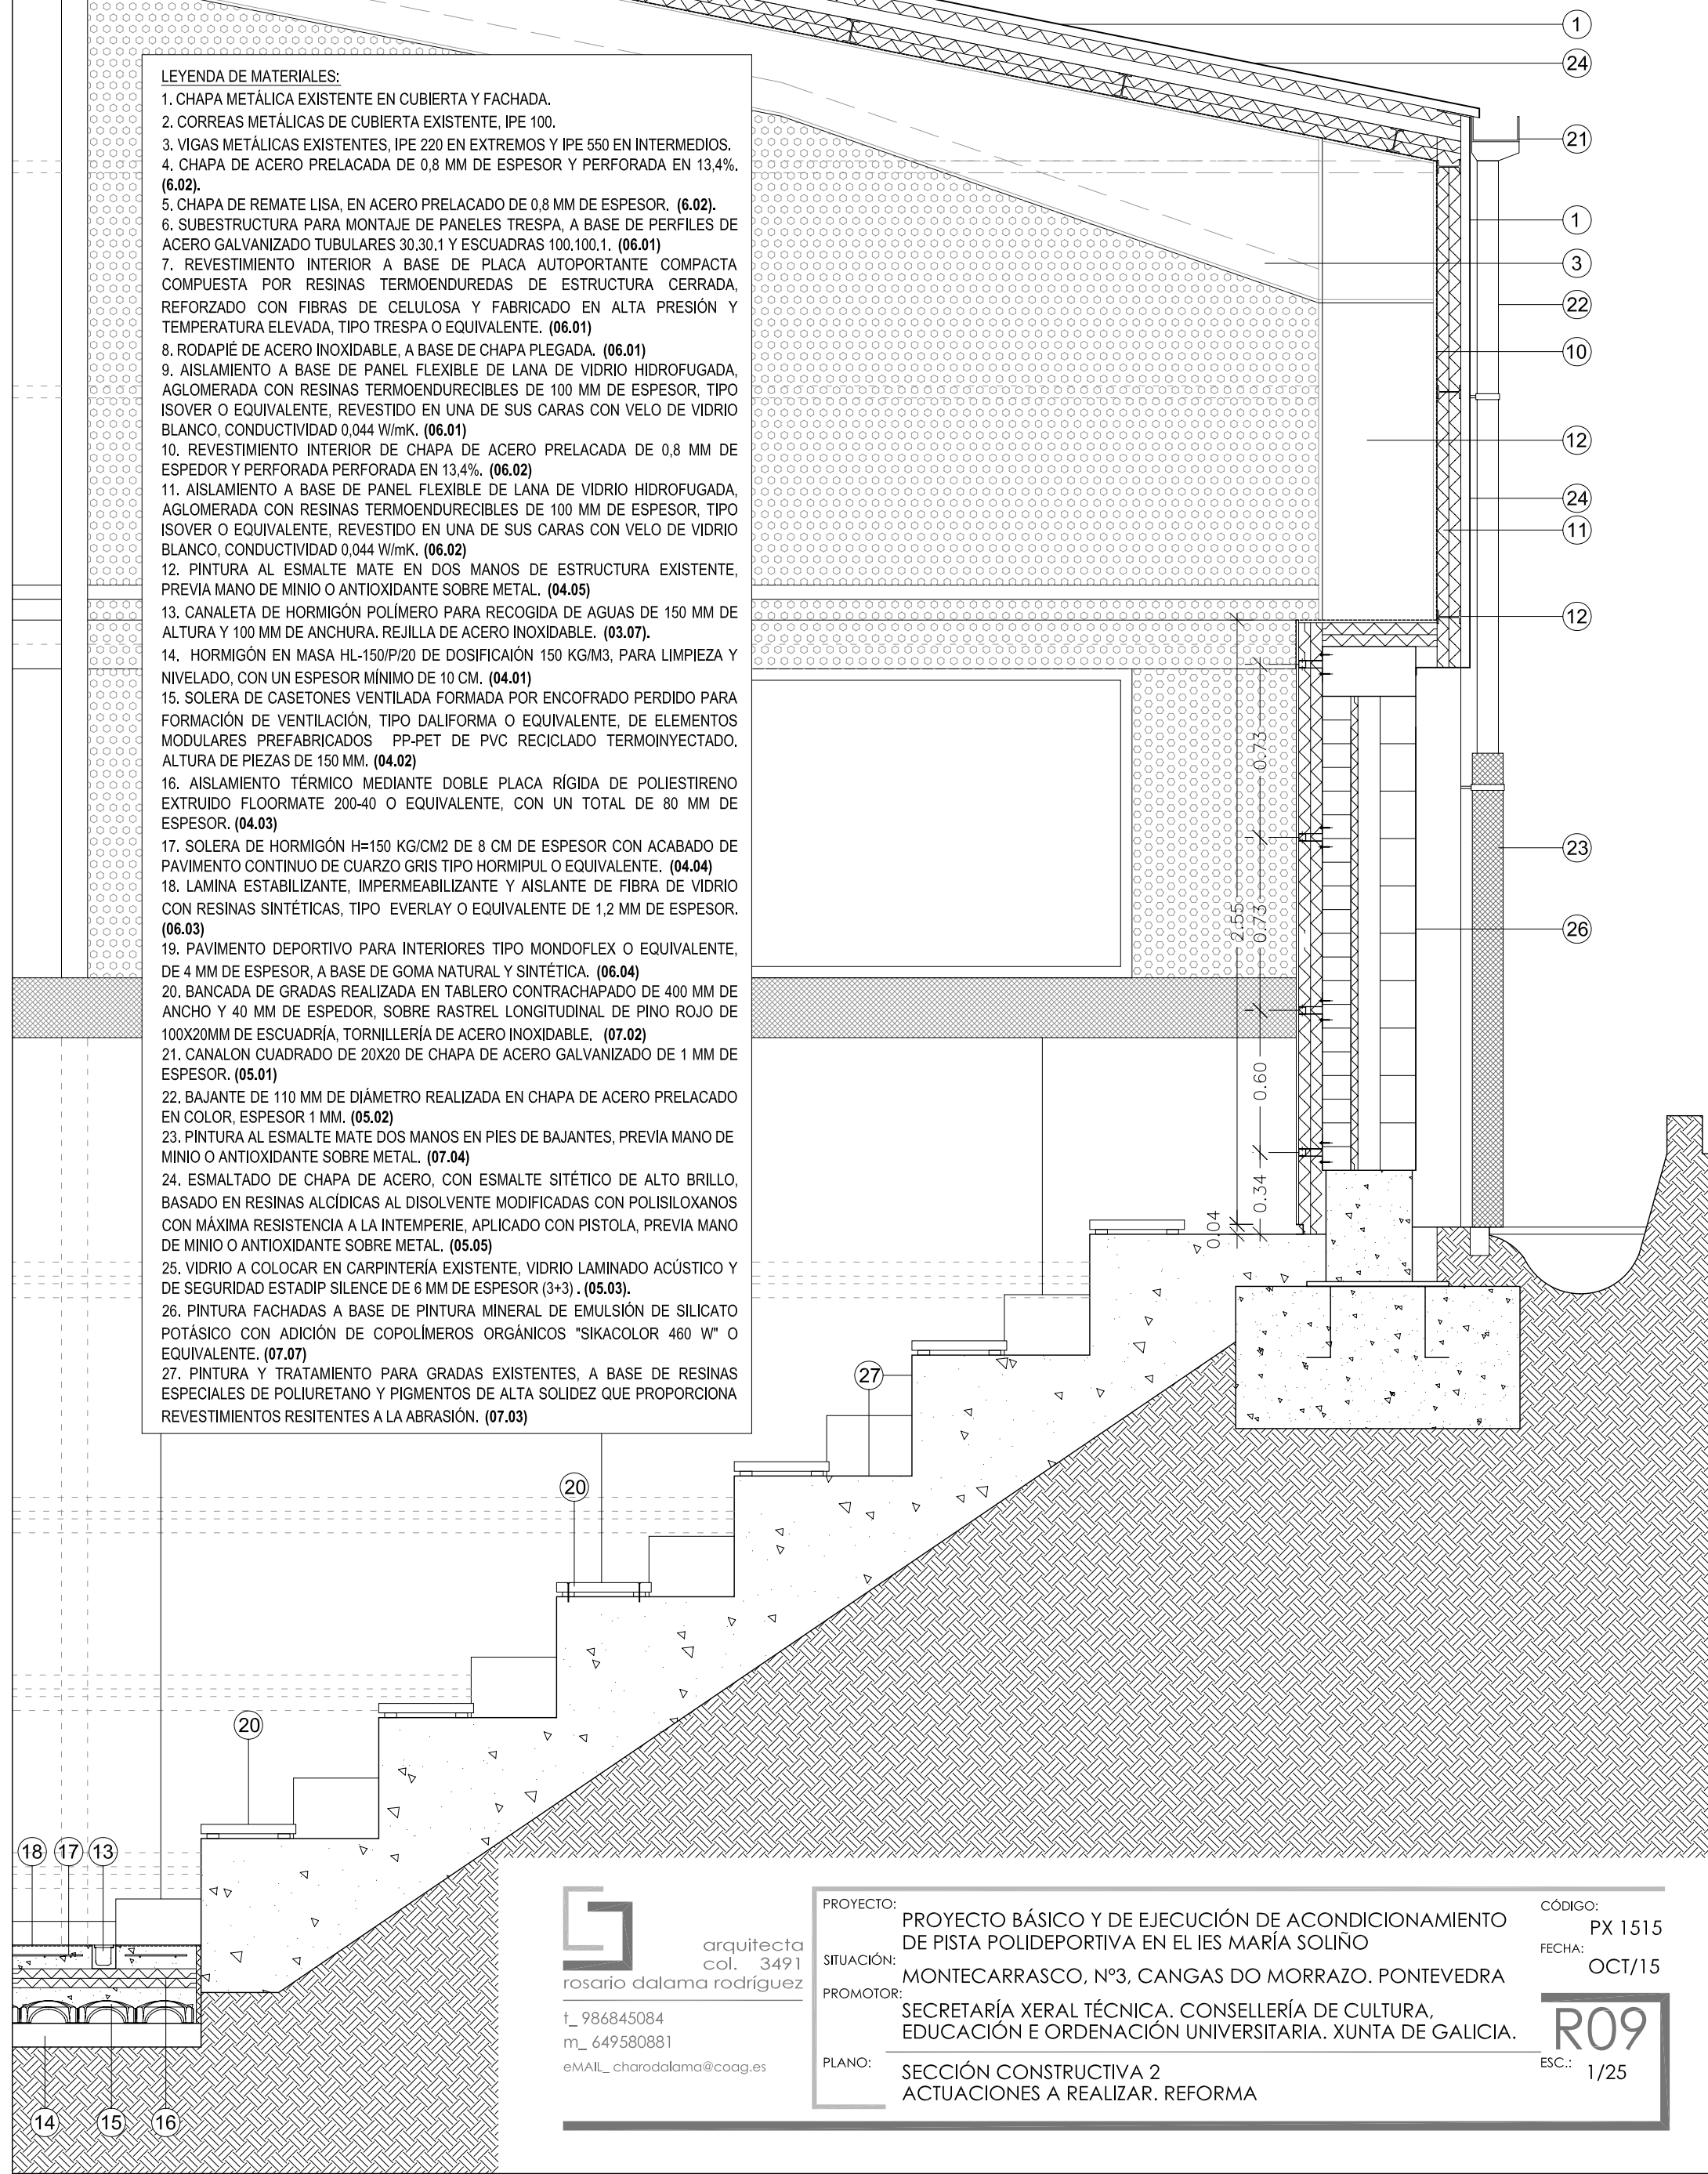 LEYENDA DE MATERIALES:
1. CHAPA METÁLICA EXISTENTE EN CUBIERTA Y FACHADA.
2. CORREAS METÁLICAS DE CUBIERTA EXISTENTE, IPE 100.
3. VIGAS METÁLICAS EXISTENTES, IPE 220 EN EXTREMOS Y IPE 550 EN INTERMEDIOS.
4. CHAPA DE ACERO PRELACADA DE 0,8 MM DE ESPESOR Y PERFORADA EN 13,4%.
(6.02).
5. CHAPA DE REMATE LISA, EN ACERO PRELACADO DE 0,8 MM DE ESPESOR. (6.02).
6. SUBESTRUCTURA PARA MONTAJE DE PANELES TRESPA, A BASE DE PERFILES DE
ACERO GALVANIZADO TUBULARES 30.30.1 Y ESCUADRAS 100.100.1. (06.01)
7. REVESTIMIENTO INTERIOR A BASE DE PLACA AUTOPORTANTE COMPACTA
COMPUESTA POR RESINAS TERMOENDUREDAS DE ESTRUCTURA CERRADA,
REFORZADO CON FIBRAS DE CELULOSA Y FABRICADO EN ALTA PRESIÓN Y
TEMPERATURA ELEVADA, TIPO TRESPA O EQUIVALENTE. (06.01)
8. RODAPIÉ DE ACERO INOXIDABLE, A BASE DE CHAPA PLEGADA. (06.01)
9. AISLAMIENTO A BASE DE PANEL FLEXIBLE DE LANA DE VIDRIO HIDROFUGADA,
AGLOMERADA CON RESINAS TERMOENDURECIBLES DE 100 MM DE ESPESOR, TIPO
ISOVER O EQUIVALENTE, REVESTIDO EN UNA DE SUS CARAS CON VELO DE VIDRIO
BLANCO, CONDUCTIVIDAD 0,044 W/mK. (06.01)
10. REVESTIMIENTO INTERIOR DE CHAPA DE ACERO PRELACADA DE 0,8 MM DE
ESPEDOR Y PERFORADA PERFORADA EN 13,4%. (06.02)
11. AISLAMIENTO A BASE DE PANEL FLEXIBLE DE LANA DE VIDRIO HIDROFUGADA,
AGLOMERADA CON RESINAS TERMOENDURECIBLES DE 100 MM DE ESPESOR, TIPO
ISOVER O EQUIVALENTE, REVESTIDO EN UNA DE SUS CARAS CON VELO DE VIDRIO
BLANCO, CONDUCTIVIDAD 0,044 W/mK. (06.02)
12. PINTURA AL ESMALTE MATE EN DOS MANOS DE ESTRUCTURA EXISTENTE,
PREVIA MANO DE MINIO O ANTIOXIDANTE SOBRE METAL. (04.05)
13. CANALETA DE HORMIGÓN POLÍMERO PARA RECOGIDA DE AGUAS DE 150 MM DE
ALTURA Y 100 MM DE ANCHURA. REJILLA DE ACERO INOXIDABLE. (03.07).
14. HORMIGÓN EN MASA HL-150/P/20 DE DOSIFICAIÓN 150 KG/M3, PARA LIMPIEZA Y
NIVELADO, CON UN ESPESOR MÍNIMO DE 10 CM. (04.01)
15. SOLERA DE CASETONES VENTILADA FORMADA POR ENCOFRADO PERDIDO PARA
FORMACIÓN DE VENTILACIÓN, TIPO DALIFORMA O EQUIVALENTE, DE ELEMENTOS
MODULARES PREFABRICADOS PP-PET DE PVC RECICLADO TERMOINYECTADO.
ALTURA DE PIEZAS DE 150 MM. (04.02)
16. AISLAMIENTO TÉRMICO MEDIANTE DOBLE PLACA RÍGIDA DE POLIESTIRENO
EXTRUIDO FLOORMATE 200-40 O EQUIVALENTE, CON UN TOTAL DE 80 MM DE
ESPESOR. (04.03)
17. SOLERA DE HORMIGÓN H=150 KG/CM2 DE 8 CM DE ESPESOR CON ACABADO DE
PAVIMENTO CONTINUO DE CUARZO GRIS TIPO HORMIPUL O EQUIVALENTE. (04.04)
18. LAMINA ESTABILIZANTE, IMPERMEABILIZANTE Y AISLANTE DE FIBRA DE VIDRIO
CON RESINAS SINTÉTICAS, TIPO EVERLAY O EQUIVALENTE DE 1,2 MM DE ESPESOR.
(06.03)
19. PAVIMENTO DEPORTIVO PARA INTERIORES TIPO MONDOFLEX O EQUIVALENTE,
DE 4 MM DE ESPESOR, A BASE DE GOMA NATURAL Y SINTÉTICA. (06.04)
20. BANCADA DE GRADAS REALIZADA EN TABLERO CONTRACHAPADO DE 400 MM DE
ANCHO Y 40 MM DE ESPEDOR, SOBRE RASTREL LONGITUDINAL DE PINO ROJO DE
100X20MM DE ESCUADRÍA, TORNILLERÍA DE ACERO INOXIDABLE. (07.02)
21. CANALON CUADRADO DE 20X20 DE CHAPA DE ACERO GALVANIZADO DE 1 MM DE
ESPESOR. (05.01)
22. BAJANTE DE 110 MM DE DIÁMETRO REALIZADA EN CHAPA DE ACERO PRELACADO
EN COLOR, ESPESOR 1 MM. (05.02)
23. PINTURA AL ESMALTE MATE DOS MANOS EN PIES DE BAJANTES, PREVIA MANO DE
MINIO O ANTIOXIDANTE SOBRE METAL. (07.04)
24. ESMALTADO DE CHAPA DE ACERO, CON ESMALTE SITÉTICO DE ALTO BRILLO,
BASADO EN RESINAS ALCÍDICAS AL DISOLVENTE MODIFICADAS CON POLISILOXANOS
CON MÁXIMA RESISTENCIA A LA INTEMPERIE, APLICADO CON PISTOLA, PREVIA MANO
DE MINIO O ANTIOXIDANTE SOBRE METAL. (05.05)
25. VIDRIO A COLOCAR EN CARPINTERÍA EXISTENTE, VIDRIO LAMINADO ACÚSTICO Y
DE SEGURIDAD ESTADIP SILENCE DE 6 MM DE ESPESOR (3+3) . (05.03).
26. PINTURA FACHADAS A BASE DE PINTURA MINERAL DE EMULSIÓN DE SILICATO
POTÁSICO CON ADICIÓN DE COPOLÍMEROS ORGÁNICOS "SIKACOLOR 460 W" O
EQUIVALENTE. (07.07)
27. PINTURA Y TRATAMIENTO PARA GRADAS EXISTENTES, A BASE DE RESINAS
ESPECIALES DE POLIURETANO Y PIGMENTOS DE ALTA SOLIDEZ QUE PROPORCIONA
REVESTIMIENTOS RESITENTES A LA ABRASIÓN. (07.03)
1
24
21
1
3
22
10
12
24
11
12
23
26
0.73
2.55
0.73
0.60
0.34
0.04
27
20
20
18 17 13
14 15 16
arquitecta
col. 3491
rosario dalama rodríguez
t_ 986845084
m_ 649580881
eMAIL_ charodalama@coag.es
PROYECTO:
PROYECTO BÁSICO Y DE EJECUCIÓN DE ACONDICIONAMIENTO
DE PISTA POLIDEPORTIVA EN EL IES MARÍA SOLIÑO
SITUACIÓN:
MONTECARRASCO, Nº3, CANGAS DO MORRAZO. PONTEVEDRA
PROMOTOR:
SECRETARÍA XERAL TÉCNICA. CONSELLERÍA DE CULTURA,
EDUCACIÓN E ORDENACIÓN UNIVERSITARIA. XUNTA DE GALICIA.
PLANO:
SECCIÓN CONSTRUCTIVA 2
ACTUACIONES A REALIZAR. REFORMA
CÓDIGO:
PX 1515
FECHA:
OCT/15
R09
ESC.: 1/25